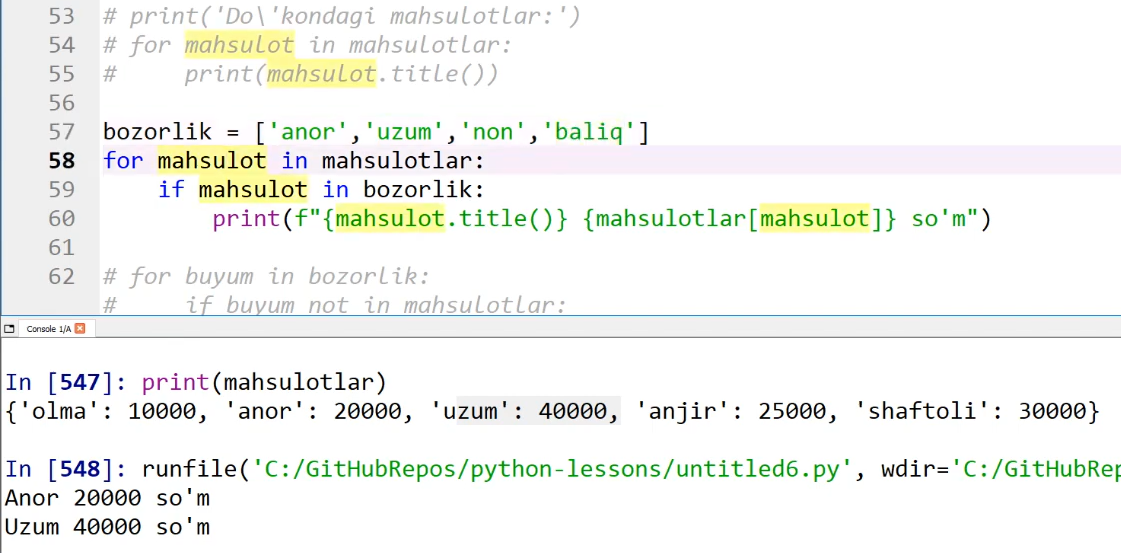 53 # print('Do\'kondagi mahsulotlar:')
54 # for mahsulot in mahsulotlar:
55 #     print(mahsulot.title())
56
57 bozorlik = ['anor','uzum','non','baliq']
58 for mahsulot in mahsulotlar:
59     if mahsulot in bozorlik:
60         print(f"{mahsulot.title()} {mahsulotlar[mahsulot]} so'm")
61
62 # for buyum in bozorlik:
#     if buyum not in mahsulotlar:
Console 1/A
In [547]: print(mahsulotlar)
{'olma': 10000, 'anor': 20000, 'uzum': 40000, 'anjir': 25000, 'shaftoli': 30000}
In [548]: runfile('C:/GitHubRepos/python-lessons/untitled6.py', wdir='C:/GitHubRep
Anor 20000 so'm
Uzum 40000 so'm